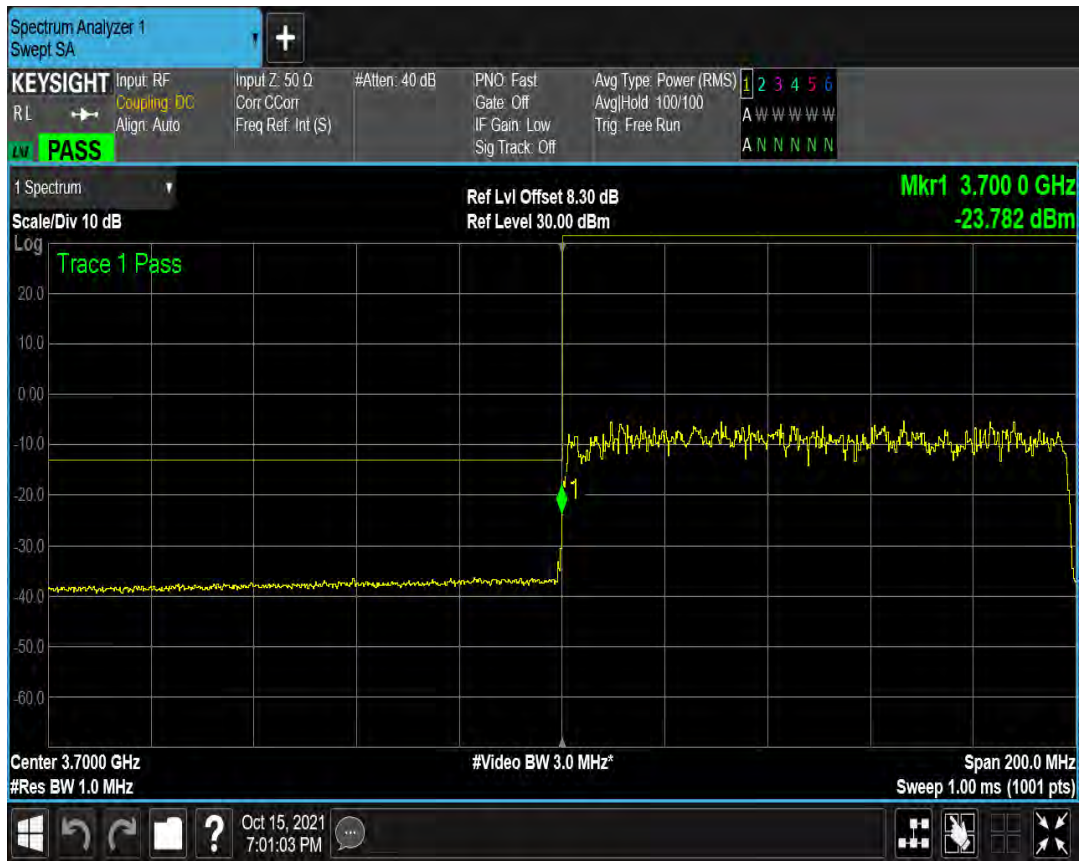 Spectrum Analyzer 1
Swept SA
+
KEYSIGHT
RL
PASS
Input: RF
Coupling: DC
Align: Auto
Input Z: 50 Ω
Corr CCorr
Freq Ref: Int (S)
#Atten: 40 dB
PNO: Fast
Gate: Off
IF Gain: Low
Sig Track: Off
Avg Type: Power (RMS)
Avg|Hold: 100/100
Trig: Free Run
1 2 3 4 5 6
A W W W W W
A N N N N N
1 Spectrum
Scale/Div 10 dB
Ref Lvl Offset 8.30 dB
Ref Level 30.00 dBm
Mkr1 3.700 0 GHz
-23.782 dBm
Log
Trace 1 Pass
20.0
10.0
0.00
-10.0
-20.0
-30.0
-40.0
-50.0
-60.0
1
Center 3.7000 GHz
#Res BW 1.0 MHz
#Video BW 3.0 MHz*
Span 200.0 MHz
Sweep 1.00 ms (1001 pts)
?
Oct 15, 2021
7:01:03 PM